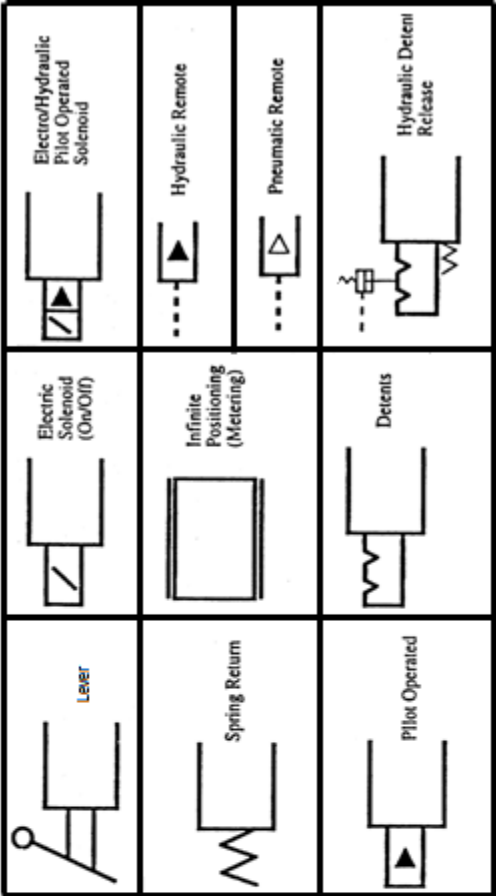 Lever
Electric
Solenoid
(On/Off)
Electro/Hydraulic
Pilot Operated
Solenoid
Spring Return
Infinite
Positioning
(Metering)
Hydraulic Remote
Pneumatic Remote
Pilot Operated
Detents
Hydraulic Detent
Release